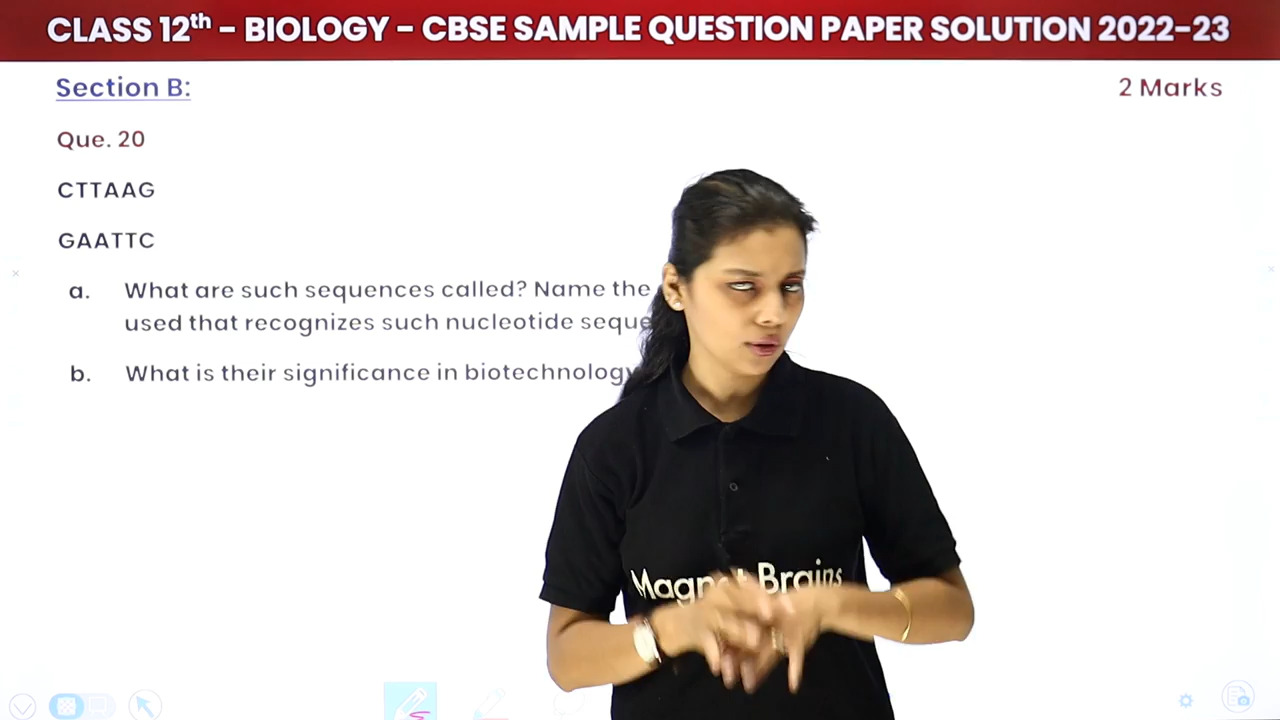 CLASS 12th - BIOLOGY - CBSE SAMPLE QUESTION PAPER SOLUTION 2022-23
Section B:
2 Marks
Que. 20
CTTAAG
GAATTC
a. What are such sequences called? Name the
used that recognizes such nucleotide
b. What is their significance in biotechnology
Magnet Brains